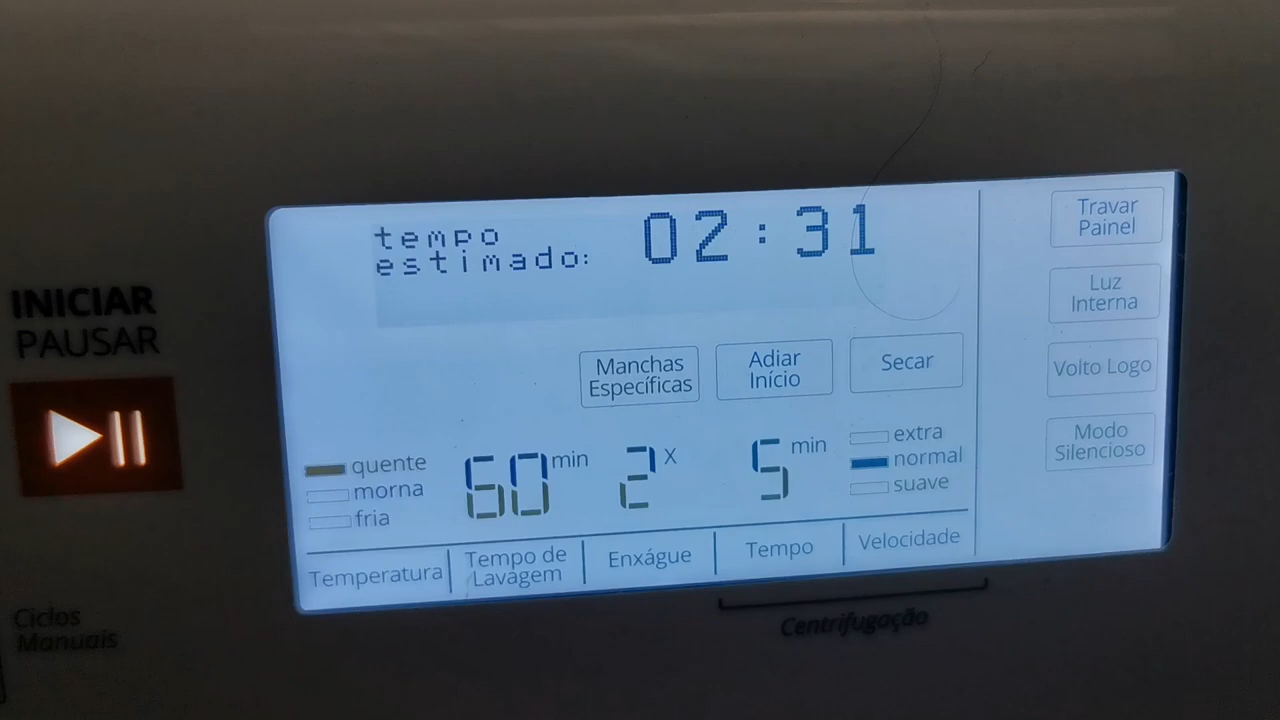 tempo
estimado: 02:31
Travar
Painel
Luz
Interna
Volto Logo
Modo
Silencioso
INICIAR
PAUSAR
Manchas
Específicas
Adiar
Início
Secar
quente
morna
fria
60 min
2 x
5 min
extra
normal
suave
Temperatura
Tempo de
Lavagem
Enxágue
Tempo
Velocidade
Centrifugação
Ciclos
Manuais